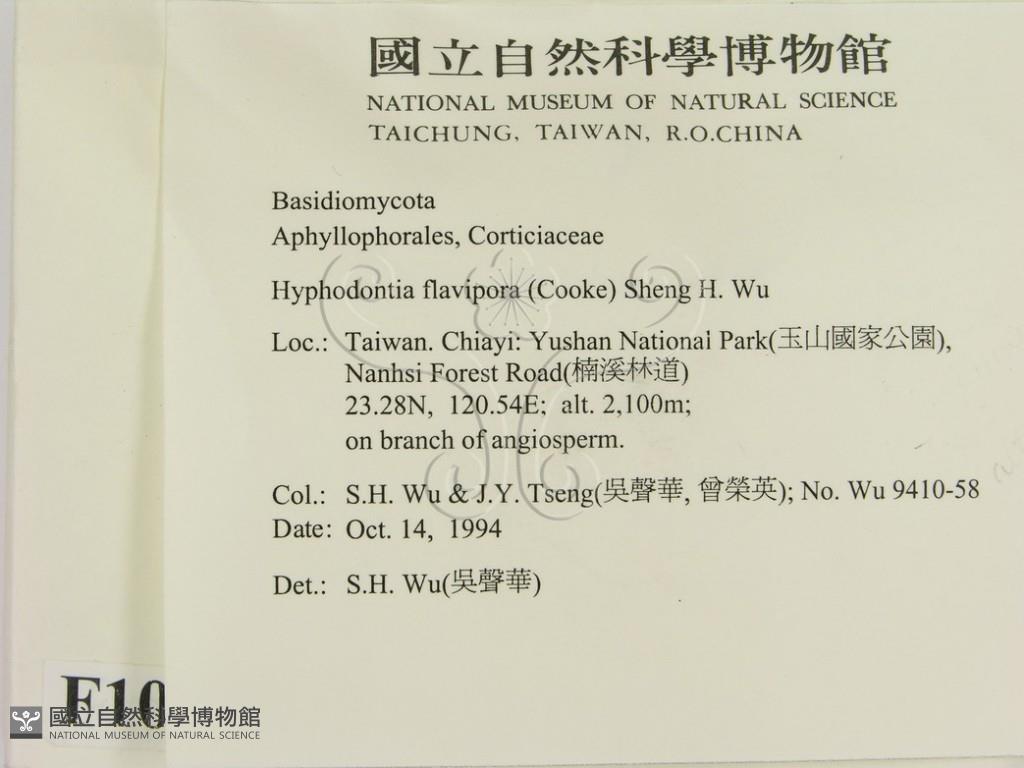 國立自然科學博物館
NATIONAL MUSEUM OF NATURAL SCIENCE
TAICHUNG, TAIWAN, R.O.CHINA
Basidiomycota
Aphyllophorales, Corticiaceae
Hyphodontia flavipora (Cooke) Sheng H. Wu
Loc.: Taiwan. Chiayi: Yushan National Park(玉山國家公園),
Nanhsi Forest Road(楠溪林道)
23.28N, 120.54E; alt. 2,100m;
on branch of angiosperm.
Col.: S.H. Wu & J.Y. Tseng(吳聲華, 曾榮英); No. Wu 9410-58
Date: Oct. 14, 1994
Det.: S.H. Wu(吳聲華)
F10
國立自然科學博物館
NATIONAL MUSEUM OF NATURAL SCIENCE